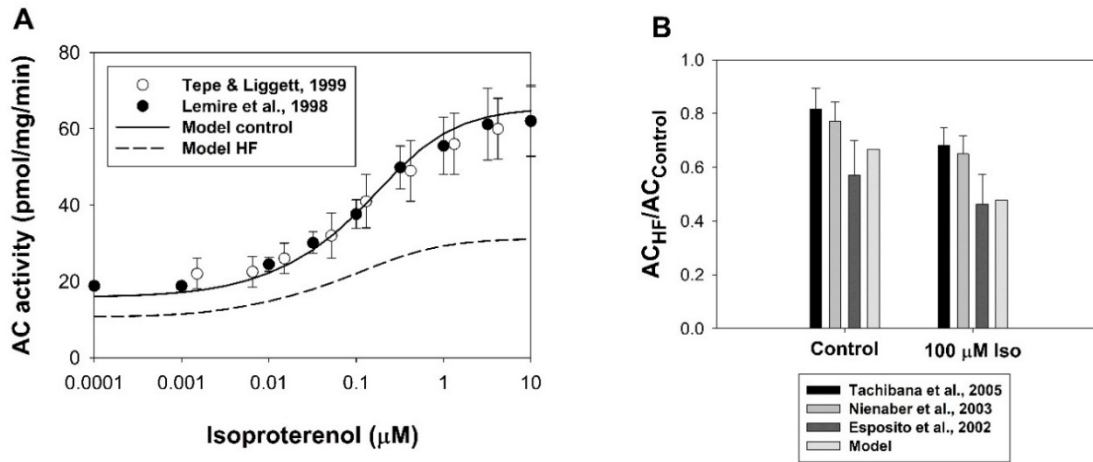 A
AC activity (pmol/mg/min)
80
60
40
20
0
Tepe & Liggett, 1999
Lemire et al., 1998
Model control
Model HF
0.0001
0.001
0.01
0.1
1
10
Isoproterenol (μM)
B
AC_HF/AC_Control
1.0
0.8
0.6
0.4
0.2
0.0
Control
100 μM Iso
Tachibana et al., 2005
Nienaber et al., 2003
Esposito et al., 2002
Model